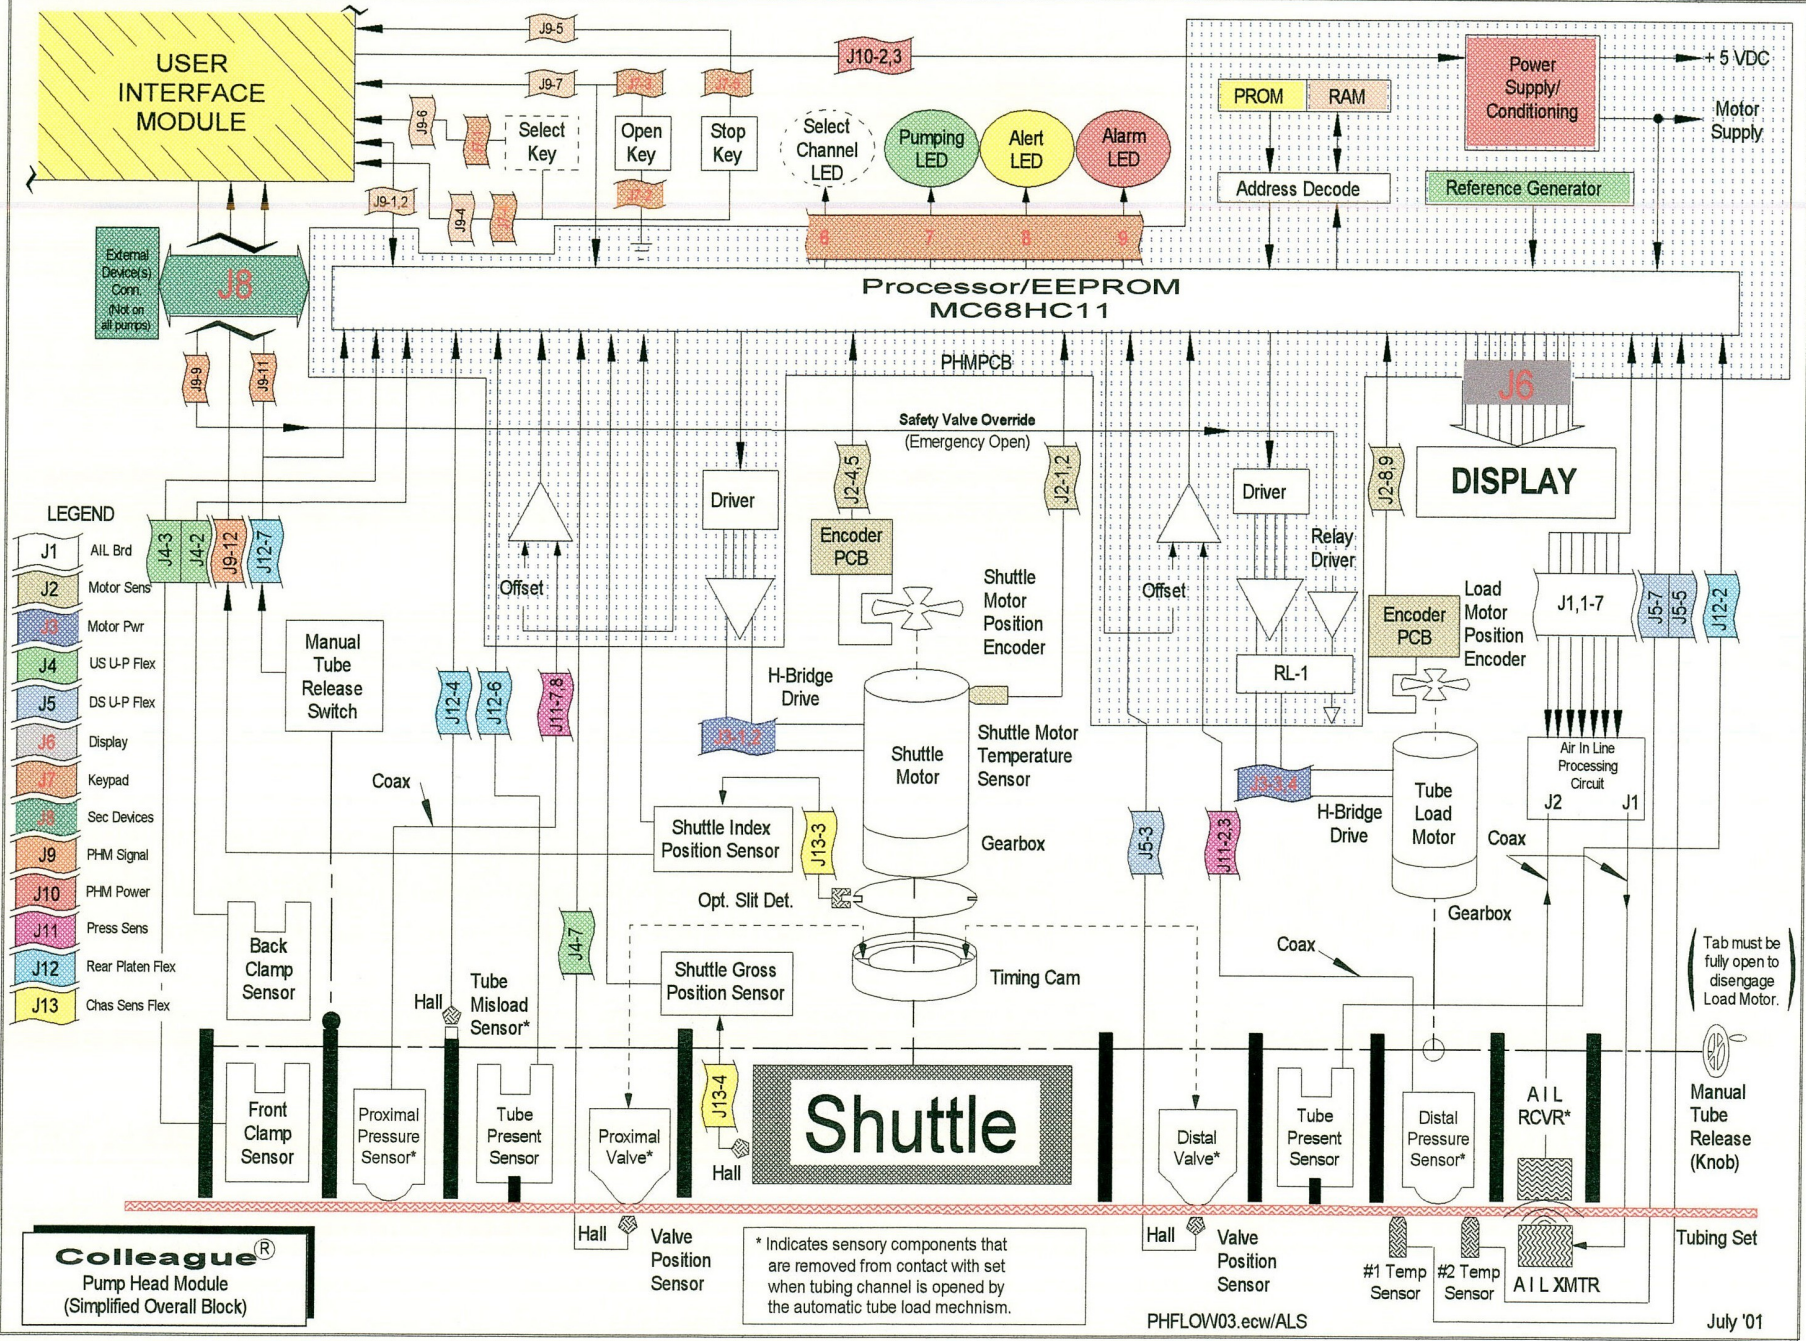 USER
INTERFACE
MODULE
J9-5
J10-2,3
J9-7
J9-6
Select
Key
Open
Key
Stop
Key
J9-1,2
J9-4
Select
Channel
LED
Pumping
LED
Alert
LED
Alarm
LED
6
7
8
9
PROM
RAM
Address Decode
Power
Supply/
Conditioning
+ 5 VDC
Motor
Supply
Reference Generator
External
Device(s)
Conn.
(Not on
all pumps)
J8
Processor/EEPROM
MC68HC11
PHMPCB
J9-9
J9-11
Safety Valve Override
(Emergency Open)
J6
DISPLAY
Driver
J2-4,5
J2-1,2
Driver
J2-8,9
Encoder
PCB
Offset
Shuttle
Motor
Position
Encoder
Offset
Relay
Driver
RL-1
Encoder
PCB
Load
Motor
Position
Encoder
J1,1-7
J5-7
J5-5
J12-2
LEGEND
J1 AIL Brd
J2 Motor Sens
J3 Motor Pwr
J4 US U-P Flex
J5 DS U-P Flex
J6 Display
J7 Keypad
J8 Sec Devices
J9 PHM Signal
J10 PHM Power
J11 Press Sens
J12 Rear Platen Flex
J13 Chas Sens Flex
J4-3
J4-2
J9-12
J12-7
Manual
Tube
Release
Switch
J12-4
J12-6
J11-7,8
H-Bridge
Drive
J3-1,2
Shuttle
Motor
Shuttle Motor
Temperature
Sensor
Gearbox
Coax
Shuttle Index
Position Sensor
J13-3
Opt. Slit Det.
J5-3
J11-2,3
J3-3,4
H-Bridge
Drive
Tube
Load
Motor
Gearbox
Air In Line
Processing
Circuit
J2
J1
Coax
Coax
Back
Clamp
Sensor
Hall
Tube
Misload
Sensor*
J4-7
Shuttle Gross
Position Sensor
Timing Cam
Tab must be
fully open to
disengage
Load Motor.
Front
Clamp
Sensor
Proximal
Pressure
Sensor*
Tube
Present
Sensor
Proximal
Valve*
J13-4
Hall
Shuttle
Distal
Valve*
Tube
Present
Sensor
Distal
Pressure
Sensor*
A I L
RCVR*
Manual
Tube
Release
(Knob)
Hall
Valve
Position
Sensor
Hall
Valve
Position
Sensor
#1 Temp
Sensor
#2 Temp
Sensor
A I L XMTR
Tubing Set
* Indicates sensory components that
are removed from contact with set
when tubing channel is opened by
the automatic tube load mechnism.
Colleague®
Pump Head Module
(Simplified Overall Block)
PHFLOW03.ecw/ALS
July '01